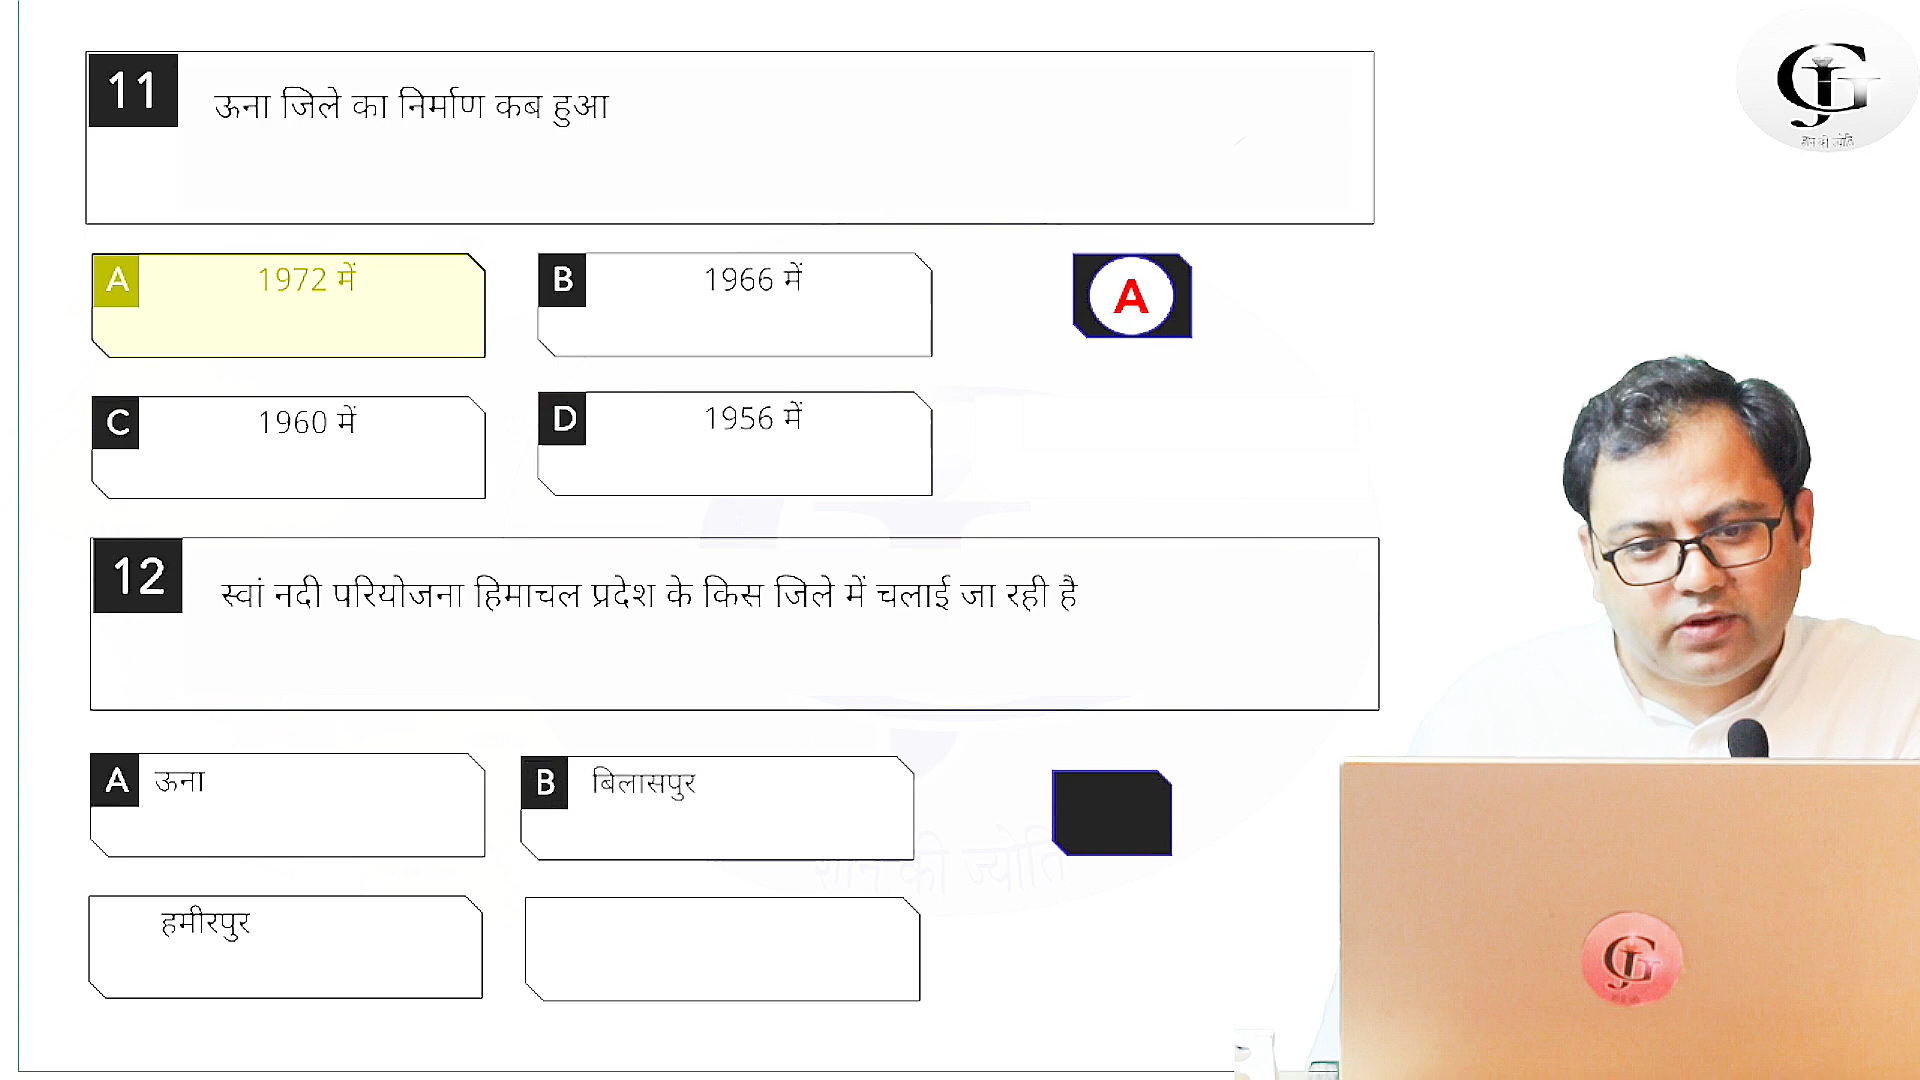 11
ऊना जिले का निर्माण कब हुआ
A 1972 में
B 1966 में
A
C 1960 में
D 1956 में
12
स्वां नदी परियोजना हिमाचल प्रदेश के किस जिले में चलाई जा रही है
A ऊना
B बिलासपुर
हमीरपुर
ज्ञान की ज्योति
GJ
ज्ञान की ज्योति